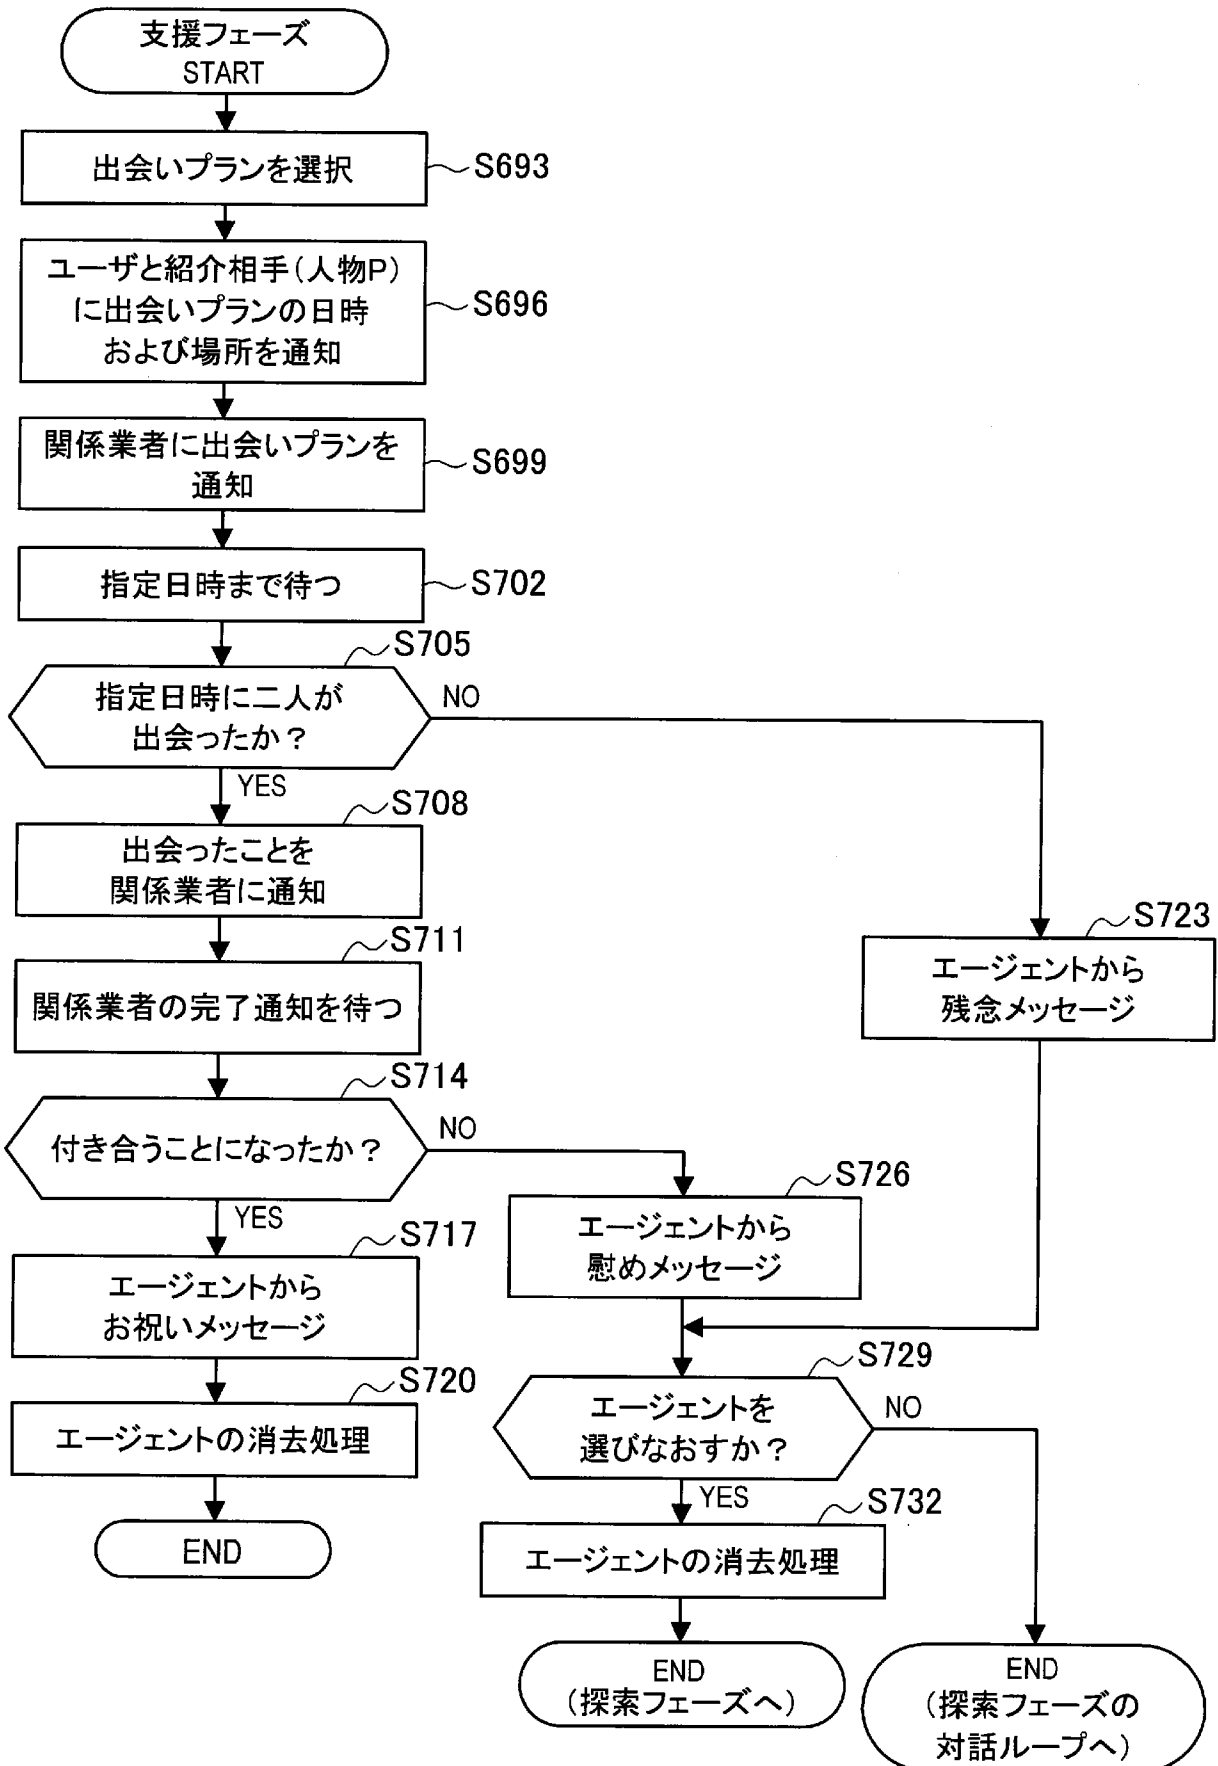 支援フェーズ
START
出会いプランを選択
S693
ユーザと紹介相手(人物P)
に出会いプランの日時
および場所を通知
S696
関係業者に出会いプランを
通知
S699
指定日時まで待つ
S702
S705
指定日時に二人が
出会ったか?
NO
YES
S708
出会ったことを
関係業者に通知
S711
関係業者の完了通知を待つ
S723
エージェントから
残念メッセージ
S714
付き合うことになったか?
NO
YES
S726
エージェントから
慰めメッセージ
S717
エージェントから
お祝いメッセージ
S720
エージェントの消去処理
END
S729
エージェントを
選びなおすか?
NO
YES
S732
エージェントの消去処理
END
(探索フェーズへ)
END
(探索フェーズの
対話ループへ)